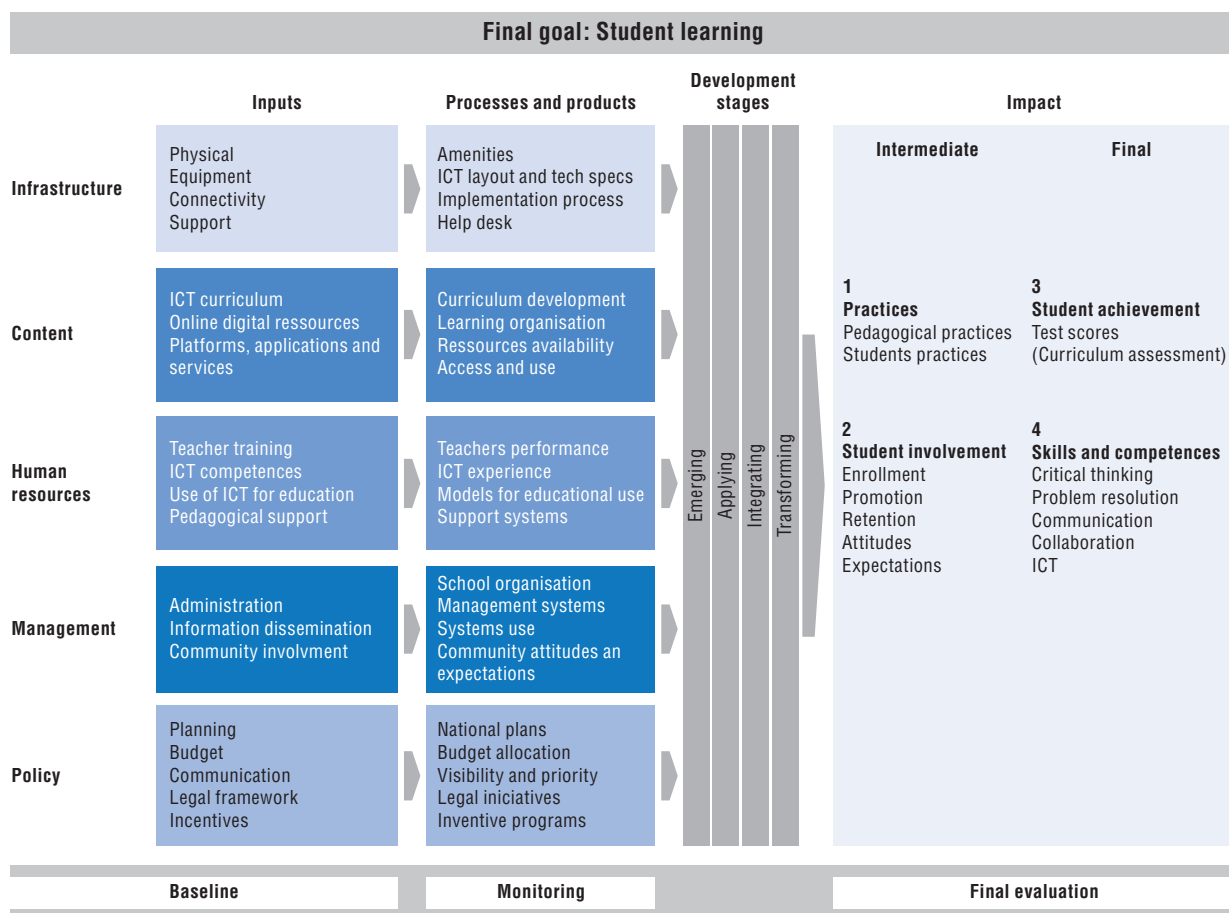 Final goal: Student learning
Inputs
Processes and products
Development
stages
Impact
Infrastructure
Physical
Equipment
Connectivity
Support
Amenities
ICT layout and tech specs
Implementation process
Help desk
Content
ICT curriculum
Online digital ressources
Platforms, applications and
services
Curriculum development
Learning organisation
Ressources availability
Access and use
Human
resources
Teacher training
ICT competences
Use of ICT for education
Pedagogical support
Teachers performance
ICT experience
Models for educational use
Support systems
Management
Administration
Information dissemination
Community involvment
School organisation
Management systems
Systems use
Community attitudes an
expectations
Policy
Planning
Budget
Communication
Legal framework
Incentives
National plans
Budget allocation
Visibility and priority
Legal iniciatives
Inventive programs
Emerging
Applying
Integrating
Transforming
Intermediate
Final
1
Practices
Pedagogical practices
Students practices
3
Student achievement
Test scores
(Curriculum assessment)
2
Student involvement
Enrollment
Promotion
Retention
Attitudes
Expectations
4
Skills and competences
Critical thinking
Problem resolution
Communication
Collaboration
ICT
Baseline
Monitoring
Final evaluation